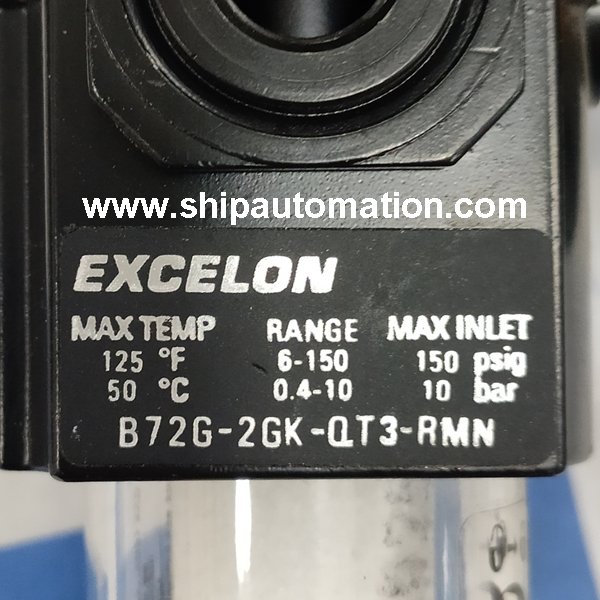 www.shipautomation.com
EXCELON
MAX TEMP RANGE MAX INLET
125 °F 6-150 150 psig
50 °C 0.4-10 10 bar
B72G-2GK-QT3-RMN